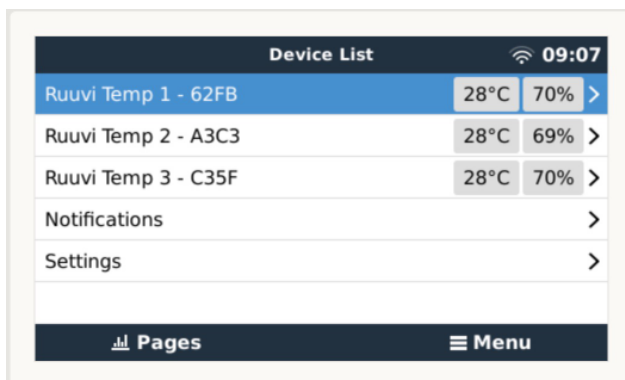 Device List 09:07
Ruuvi Temp 1 - 62FB 28°C 70%
Ruuvi Temp 2 - A3C3 28°C 69%
Ruuvi Temp 3 - C35F 28°C 70%
Notifications
Settings
Pages Menu